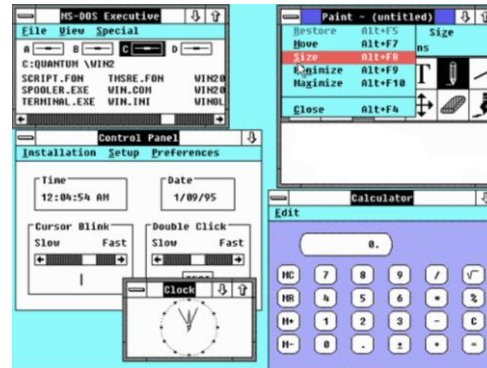 MS-DOS Executive
File View Special
A B C D
C:QUANTUM \WIN2
SCRIPT.FON THSRE.FON WIN20
SPOOLER.EXE WIN.COM WIN20
TERMINAL.EXE WIN.INI WINOL
Paint - (untitled)
Restore Alt+F5
Move Alt+F7
Size Alt+F8
Minimize Alt+F9
Maximize Alt+F10
Close Alt+F4
Size
ns
T
Control Panel
Installation Setup Preferences
Time
12:04:54 AM
Date
1/09/95
Cursor Blink
Slow Fast
Double Click
Slow Fast
Clock
Calculator
Edit
0.
MC 7 8 9 / √
MR 4 5 6 * %
M+ 1 2 3 - C
M- 0 . ± + =